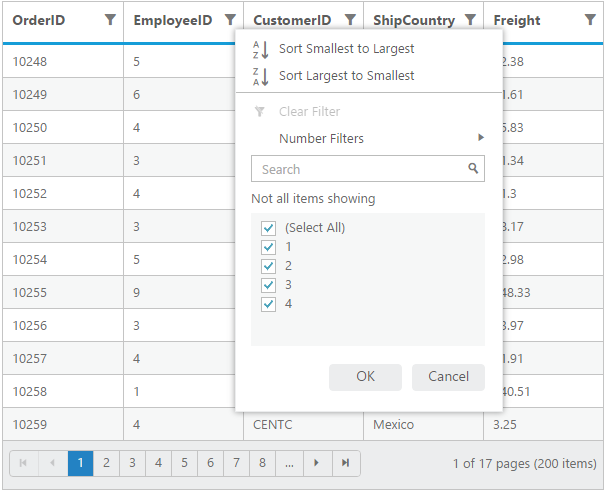 OrderID EmployeeID CustomerID ShipCountry Freight
Sort Smallest to Largest
10248 5 2.38
Sort Largest to Smallest
10249 6 1.61
Clear Filter
10250 4 5.83
Number Filters
10251 3 1.34
Search
10252 4 1.3
Not all items showing
10253 3 8.17
(Select All)
1
10254 5 2.98
2
3
10255 9 48.33
4
10256 3 3.97
10257 4 1.91
OK Cancel
10258 1 40.51
10259 4 CENTC Mexico 3.25
1 2 3 4 5 6 7 8 ... 1 of 17 pages (200 items)